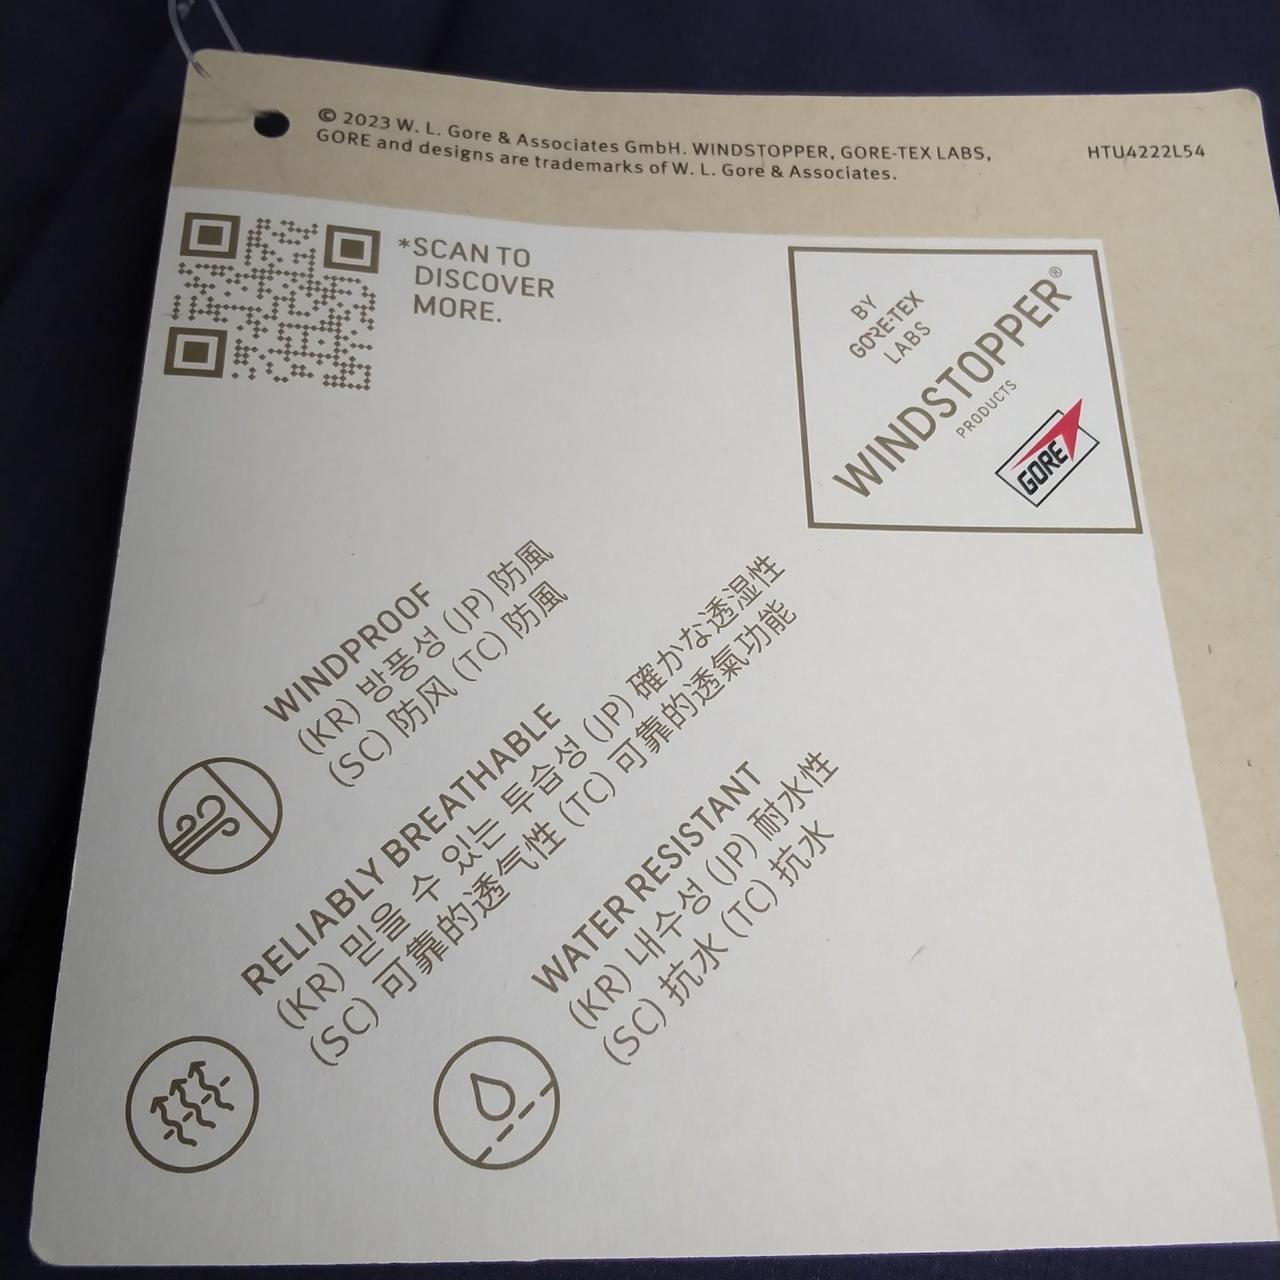 © 2023 W. L. Gore & Associates GmbH. WINDSTOPPER, GORE-TEX LABS,
GORE and designs are trademarks of W. L. Gore & Associates.
HTU4222L54
*SCAN TO
DISCOVER
MORE.
BY
GORE-TEX
LABS
WINDSTOPPER®
PRODUCTS
GORE
WINDPROOF
(KR) 방풍성 (JP) 防風
(SC) 防风 (TC) 防風
RELIABLY BREATHABLE
(KR) 믿을 수 있는 투습성 (JP) 確かな透湿性
(SC) 可靠的透气性 (TC) 可靠的透氣功能
WATER RESISTANT
(KR) 내수성 (JP) 耐水性
(SC) 抗水 (TC) 抗水